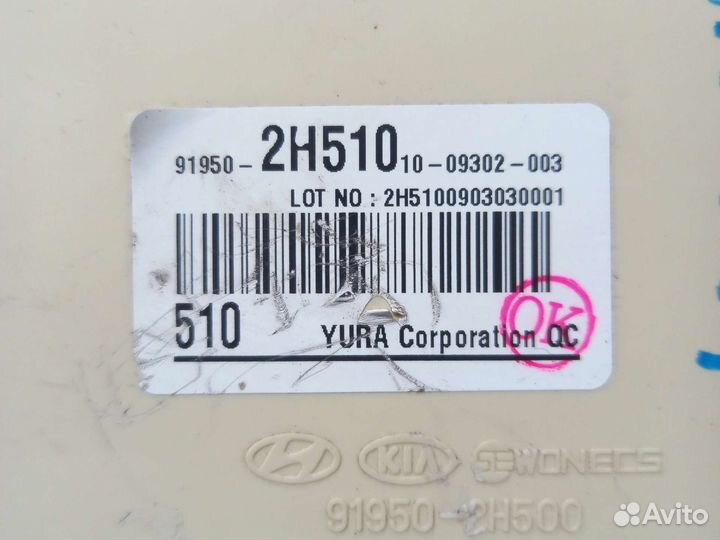 91950-2H510 10-09302-003
LOT NO : 2H5100903030001
510 YURA Corporation QC
OK
KIA SEWONECS
91950-2H500
Avito